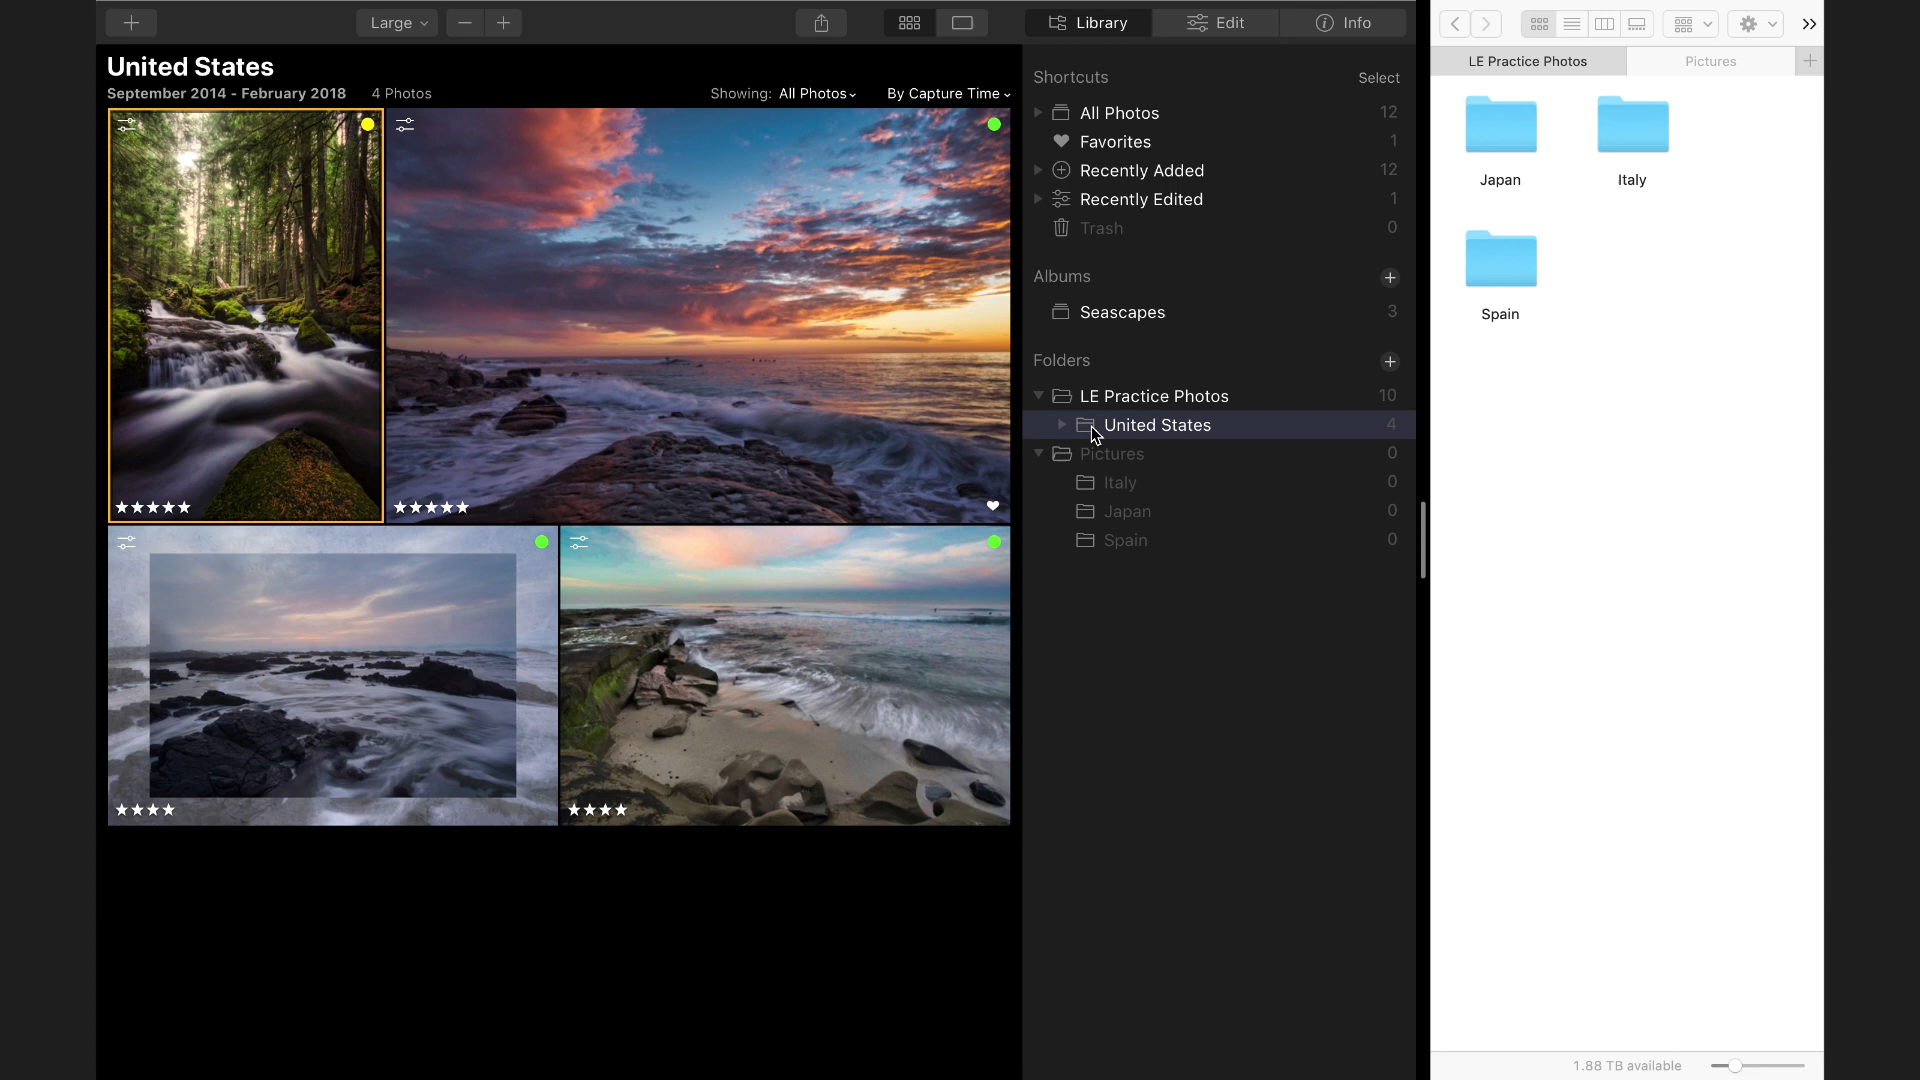 Large
Library
Edit
Info
United States
September 2014 - February 2018
4 Photos
Showing: All Photos
By Capture Time
Shortcuts
Select
All Photos 12
Favorites 1
Recently Added 12
Recently Edited 1
Trash 0
Albums
Seascapes 3
Folders
LE Practice Photos 10
United States 4
Pictures 0
Italy 0
Japan 0
Spain 0
LE Practice Photos
Pictures
Japan
Italy
Spain
1.88 TB available